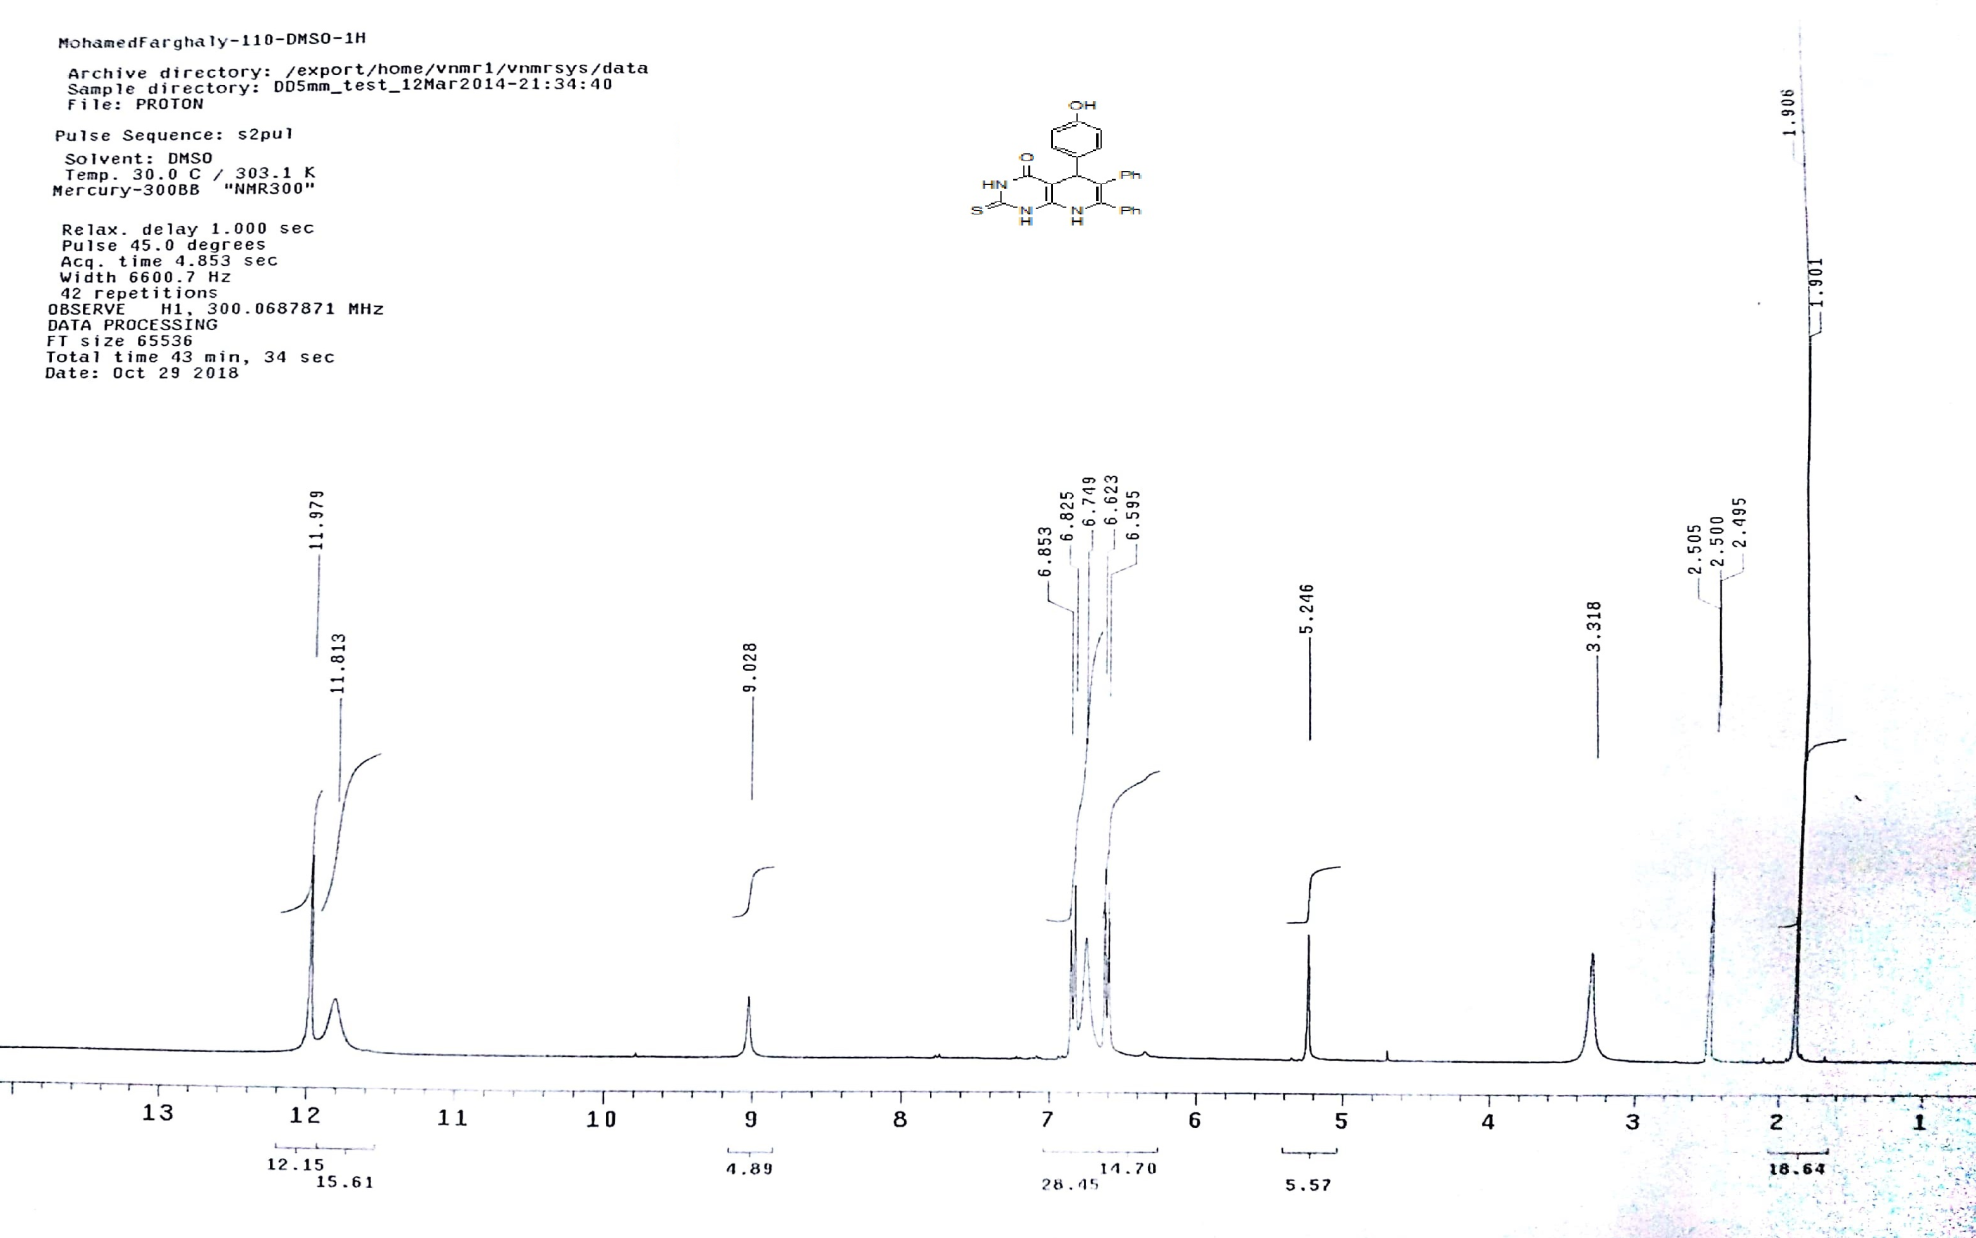 MohamedFarghaly-110-DMSO-1H
Archive directory: /export/home/vnmr1/vnmrsys/data
Sample directory: DD5mm_test_12Mar2014-21:34:40
File: PROTON
Pulse Sequence: s2pul
Solvent: DMSO
Temp. 30.0 C / 303.1 K
Mercury-300BB "NMR300"
Relax. delay 1.000 sec
Pulse 45.0 degrees
Acq. time 4.853 sec
Width 6600.7 Hz
42 repetitions
OBSERVE H1, 300.0687871 MHz
DATA PROCESSING
FT size 65536
Total time 43 min, 34 sec
Date: Oct 29 2018
OH
O
HN
Ph
S
N
H
N
H
Ph
1.906
1.901
11.979
11.813
9.028
6.853
6.825
6.749
6.623
6.595
5.246
3.318
2.505
2.500
2.495
13 12 11 10 9 8 7 6 5 4 3 2 1
12.15
15.61
4.89
28.45
14.70
5.57
18.64